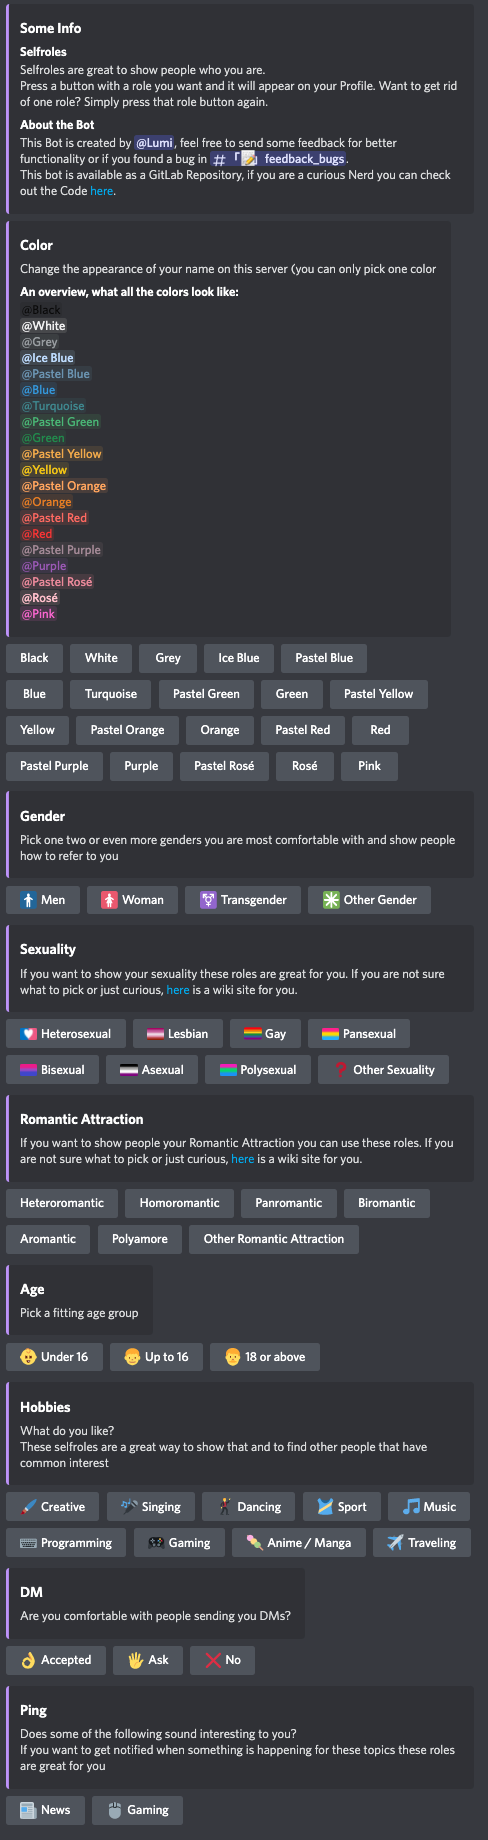 Some Info
Selfroles
Selfroles are great to show people who you are.
Press a button with a role you want and it will appear on your Profile. Want to get rid
of one role? Simply press that role button again.
About the Bot
This Bot is created by @Lumi, feel free to send some feedback for better
functionality or if you found a bug in # 「📝」 feedback_bugs.
This bot is available as a GitLab Repository, if you are a curious Nerd you can check
out the Code here.
Color
Change the appearance of your name on this server (you can only pick one color
An overview, what all the colors look like:
@Black
@White
@Grey
@Ice Blue
@Pastel Blue
@Blue
@Turquoise
@Pastel Green
@Green
@Pastel Yellow
@Yellow
@Pastel Orange
@Orange
@Pastel Red
@Red
@Pastel Purple
@Purple
@Pastel Rosé
@Rosé
@Pink
Black White Grey Ice Blue Pastel Blue
Blue Turquoise Pastel Green Green Pastel Yellow
Yellow Pastel Orange Orange Pastel Red Red
Pastel Purple Purple Pastel Rosé Rosé Pink
Gender
Pick one two or even more genders you are most comfortable with and show people
how to refer to you
Men Woman Transgender Other Gender
Sexuality
If you want to show your sexuality these roles are great for you. If you are not sure
what to pick or just curious, here is a wiki site for you.
Heterosexual Lesbian Gay Pansexual
Bisexual Asexual Polysexual ❓ Other Sexuality
Romantic Attraction
If you want to show people your Romantic Attraction you can use these roles. If you
are not sure what to pick or just curious, here is a wiki site for you.
Heteroromantic Homoromantic Panromantic Biromantic
Aromantic Polyamore Other Romantic Attraction
Age
Pick a fitting age group
Under 16 Up to 16 18 or above
Hobbies
What do you like?
These selfroles are a great way to show that and to find other people that have
common interest
Creative Singing Dancing Sport Music
Programming Gaming Anime / Manga Traveling
DM
Are you comfortable with people sending you DMs?
Accepted Ask No
Ping
Does some of the following sound interesting to you?
If you want to get notified when something is happening for these topics these roles
are great for you
News Gaming